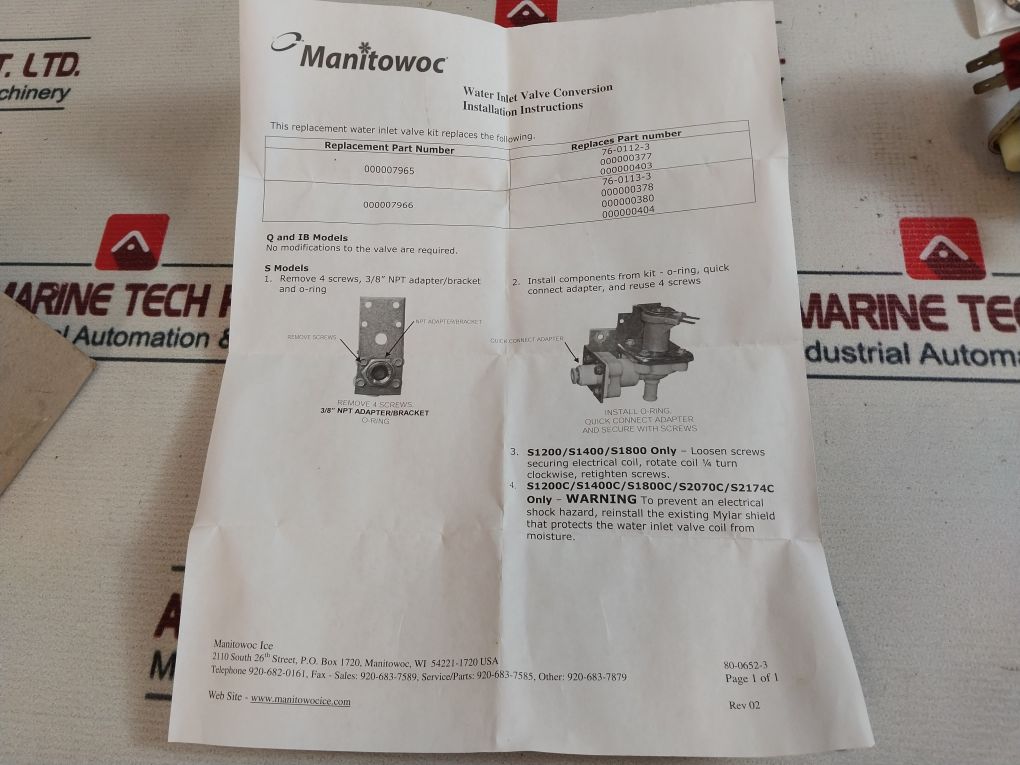 Manitowoc
Water Inlet Valve Conversion
Installation Instructions
This replacement water inlet valve kit replaces the following.
Replacement Part Number
Replaces Part number
000007965
76-0112-3
000000377
000000403
000007966
76-0113-3
000000378
000000380
000000404
Q and IB Models
No modifications to the valve are required.
S Models
1. Remove 4 screws, 3/8" NPT adapter/bracket
and o-ring
NPT ADAPTER/BRACKET
REMOVE SCREWS
REMOVE 4 SCREWS
3/8" NPT ADAPTER/BRACKET
O-RING
2. Install components from kit - o-ring, quick
connect adapter, and reuse 4 screws
QUICK CONNECT ADAPTER
INSTALL O-RING,
QUICK CONNECT ADAPTER
AND SECURE WITH SCREWS
3. S1200/S1400/S1800 Only – Loosen screws
securing electrical coil, rotate coil ¼ turn
clockwise, retighten screws.
4. S1200C/S1400C/S1800C/S2070C/S2174C
Only – WARNING To prevent an electrical
shock hazard, reinstall the existing Mylar shield
that protects the water inlet valve coil from
moisture.
Manitowoc Ice
2110 South 26th Street, P.O. Box 1720, Manitowoc, WI 54221-1720 USA
Telephone 920-682-0161, Fax - Sales: 920-683-7589, Service/Parts: 920-683-7585, Other: 920-683-7879
Web Site - www.manitowocice.com
80-0652-3
Page 1 of 1
Rev 02
T. LTD.
chinery
MARINE TECH
Automation &
MARINE TE
dustrial Automa